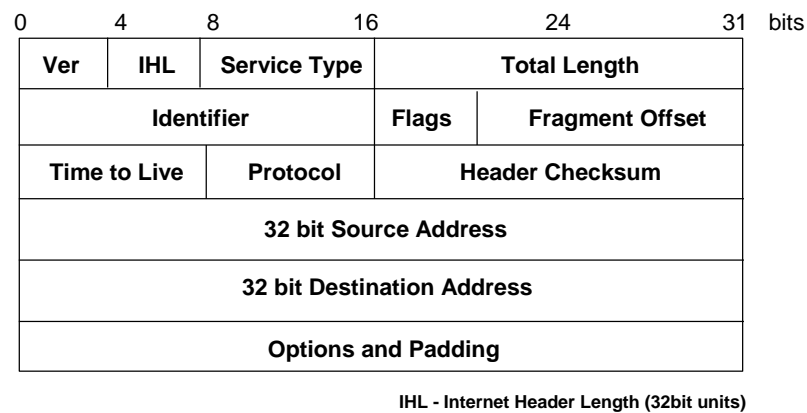 0 4 8 16 24 31 bits
Ver IHL Service Type Total Length
Identifier Flags Fragment Offset
Time to Live Protocol Header Checksum
32 bit Source Address
32 bit Destination Address
Options and Padding
IHL - Internet Header Length (32bit units)